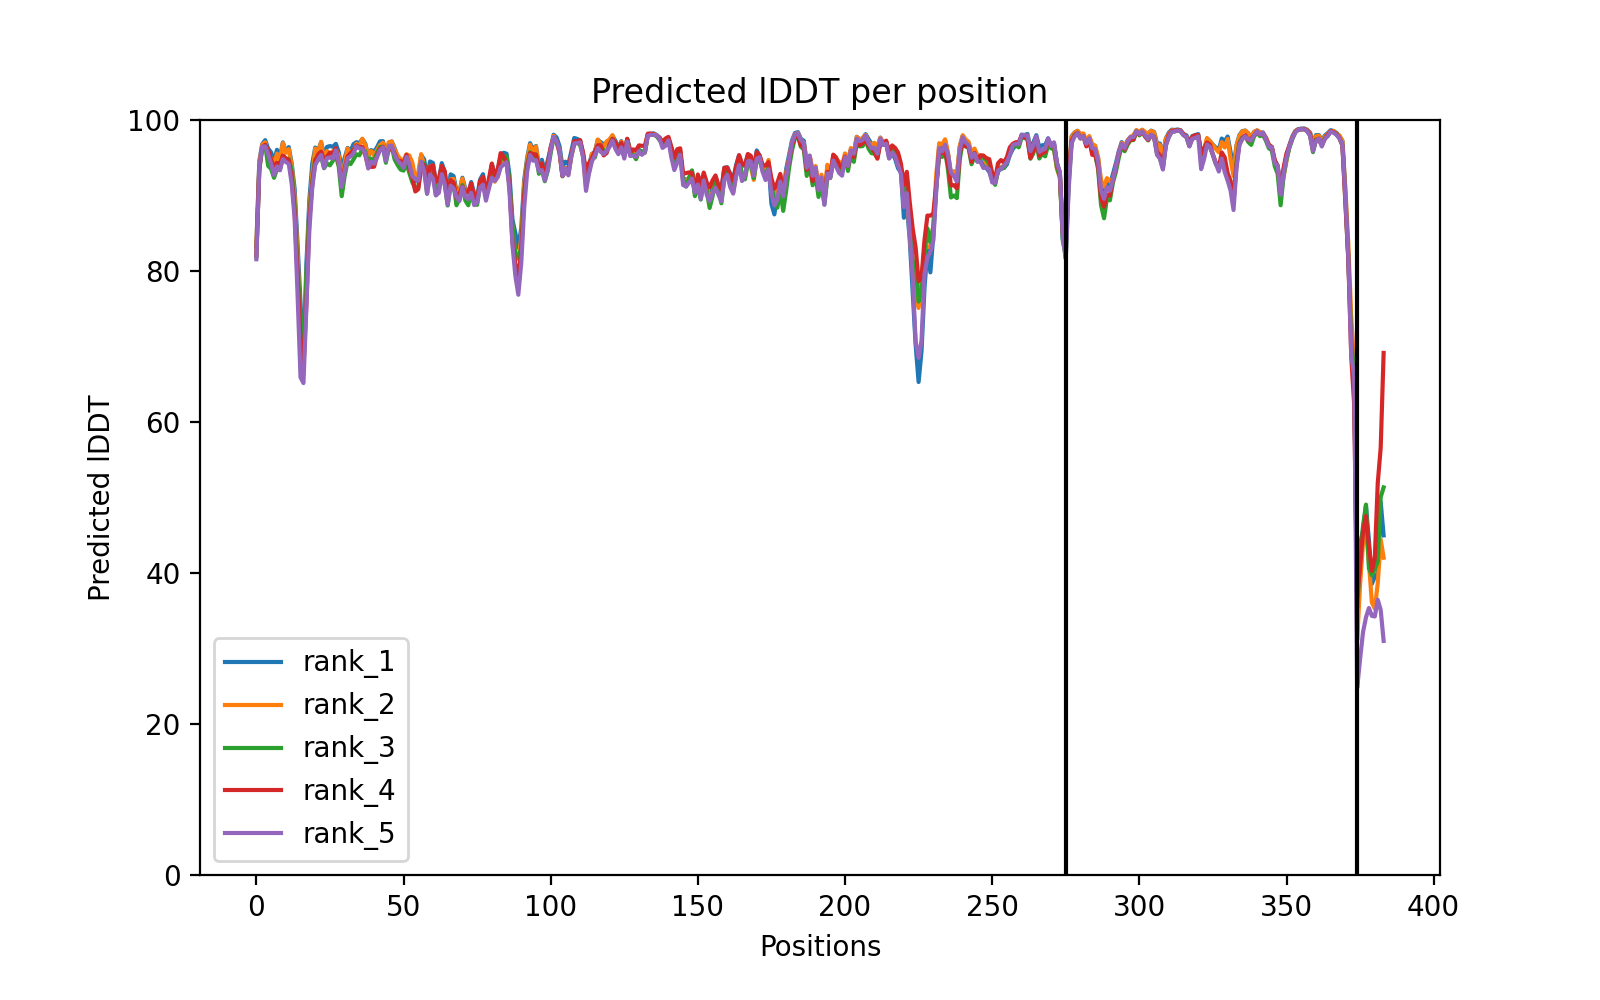 Predicted lDDT per position
Predicted lDDT
100
80
60
40
20
0
rank_1
rank_2
rank_3
rank_4
rank_5
0 50 100 150 200 250 300 350 400
Positions